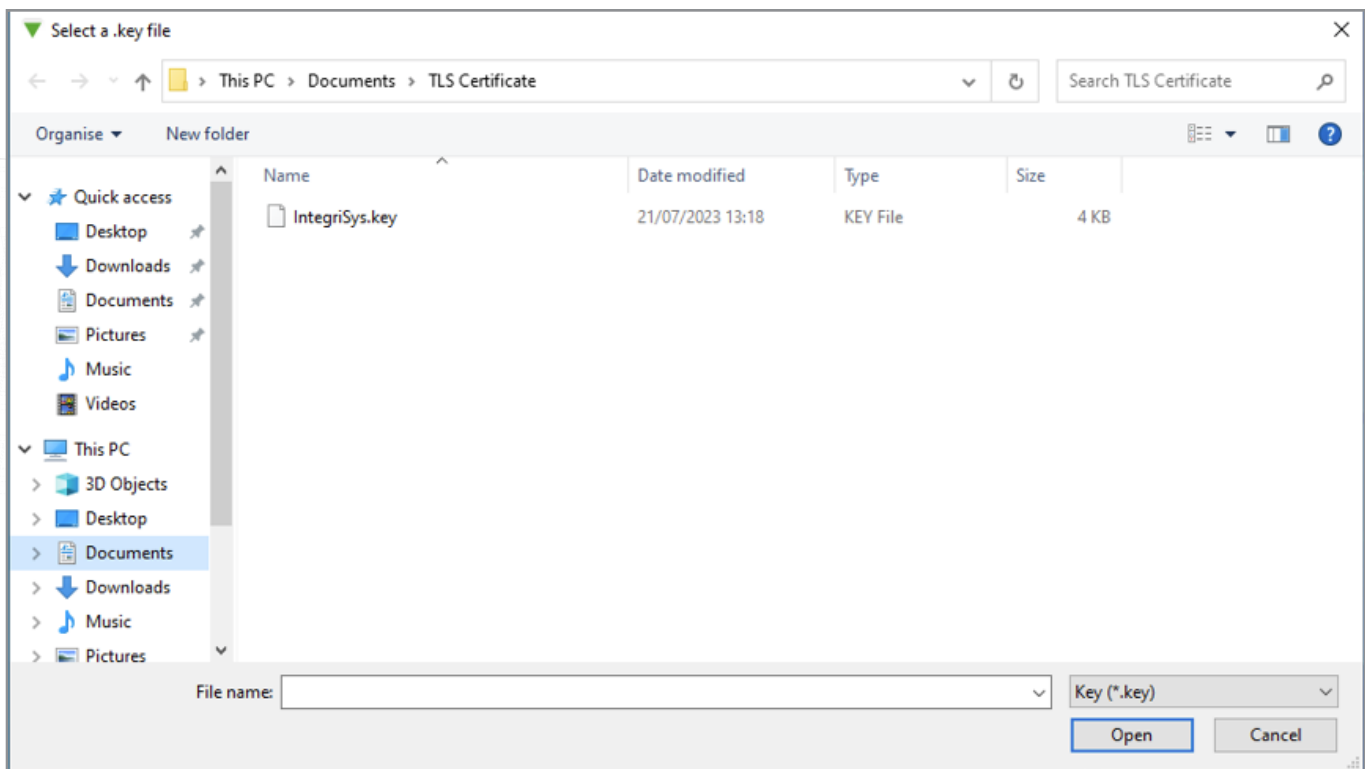 Select a .key file
This PC > Documents > TLS Certificate
Search TLS Certificate
Organise
New folder
?
Name
Date modified
Type
Size
IntegriSys.key
21/07/2023 13:18
KEY File
4 KB
Quick access
Desktop
Downloads
Documents
Pictures
Music
Videos
This PC
3D Objects
Desktop
Documents
Downloads
Music
Pictures
File name:
Key (*.key)
Open
Cancel